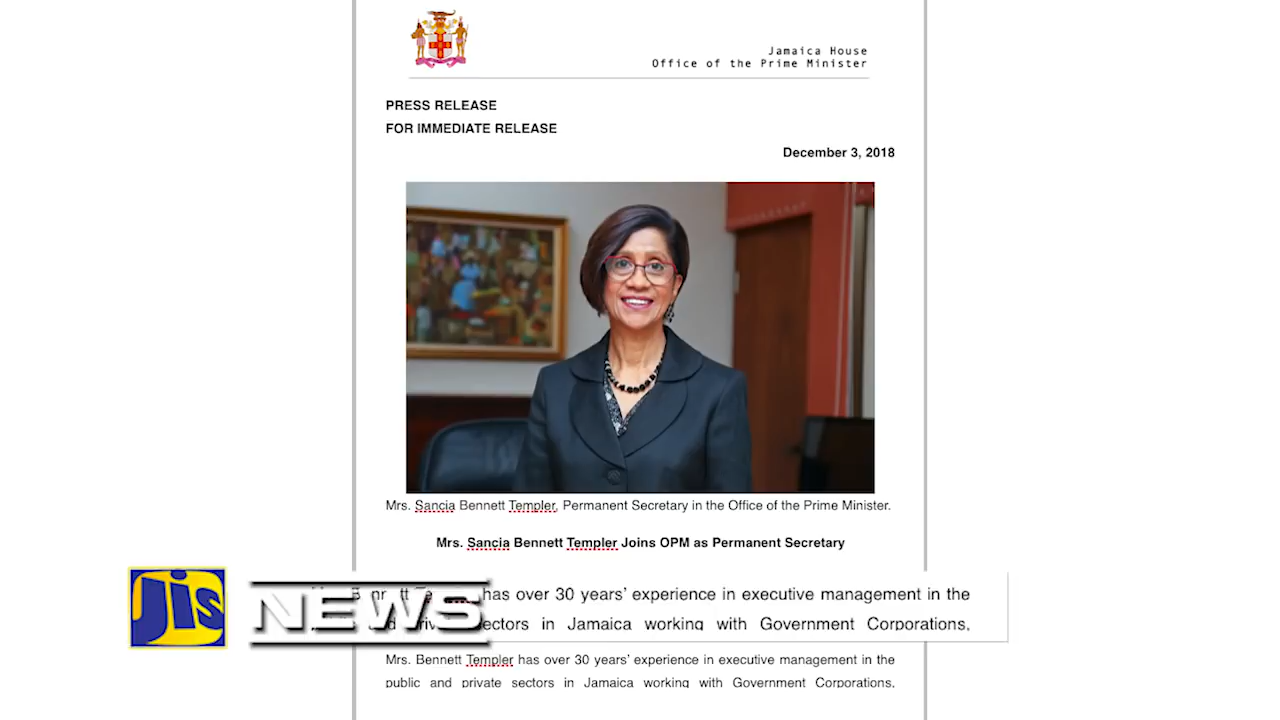 Jamaica House
Office of the Prime Minister
PRESS RELEASE
FOR IMMEDIATE RELEASE
December 3, 2018
Mrs. Sancia Bennett Templer, Permanent Secretary in the Office of the Prime Minister.
Mrs. Sancia Bennett Templer Joins OPM as Permanent Secretary
has over 30 years' experience in executive management in the
sectors in Jamaica working with Government Corporations,
Jis NEWS
Mrs. Bennett Templer has over 30 years' experience in executive management in the
public and private sectors in Jamaica working with Government Corporations,